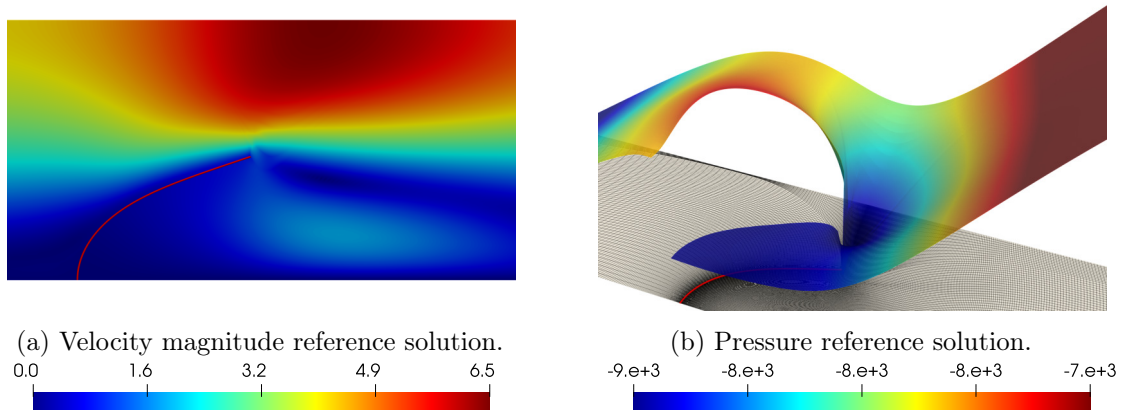 (a) Velocity magnitude reference solution.
0.0 1.6 3.2 4.9 6.5
(b) Pressure reference solution.
-9.e+3 -8.e+3 -8.e+3 -8.e+3 -7.e+3